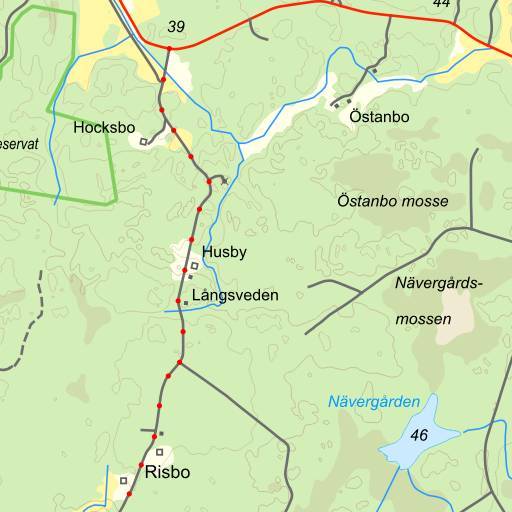 44
39
Östanbo
Hocksbo
eservat
Östanbo mosse
Husby
Nävergårds-
Långsveden
mossen
Nävergården
46
Risbo